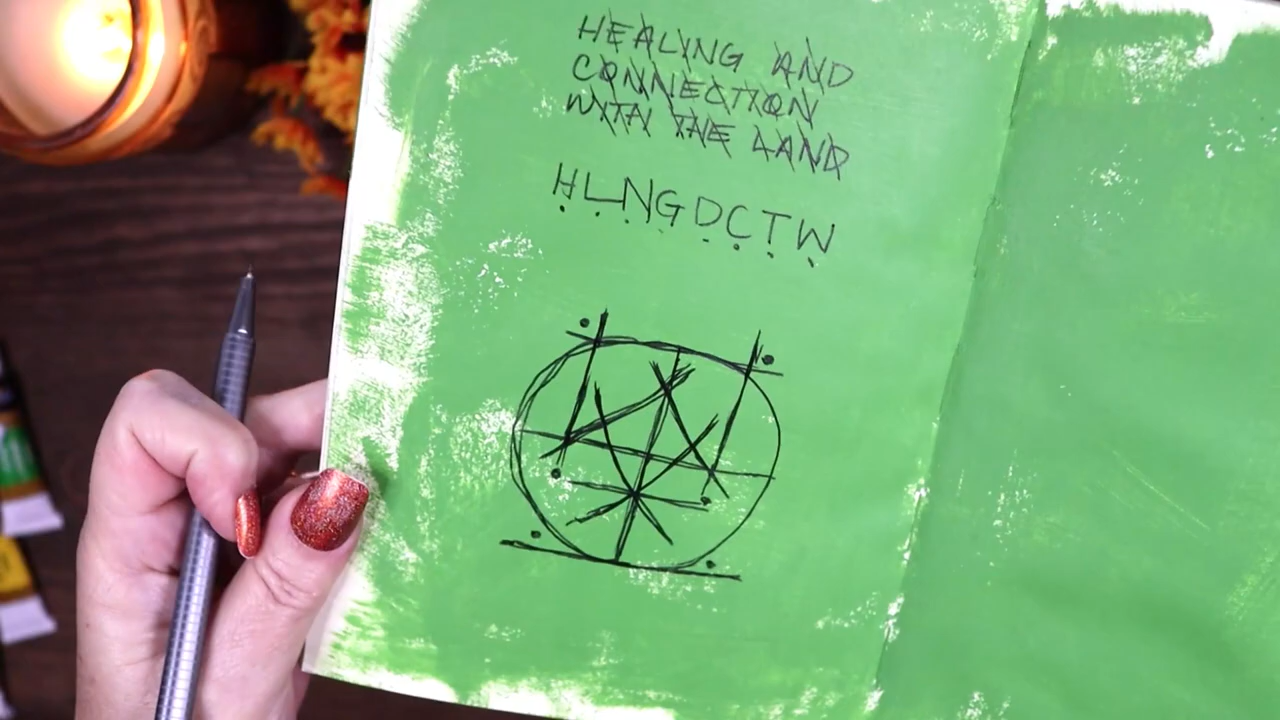 HEALING AND
CONNECTION
WITH THE LAND
HLNGDCTW